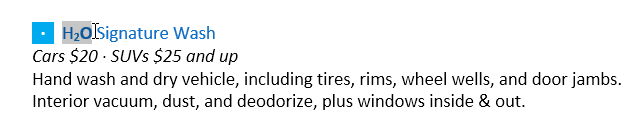 H₂O Signature Wash
Cars $20 · SUVs $25 and up
Hand wash and dry vehicle, including tires, rims, wheel wells, and door jambs.
Interior vacuum, dust, and deodorize, plus windows inside & out.